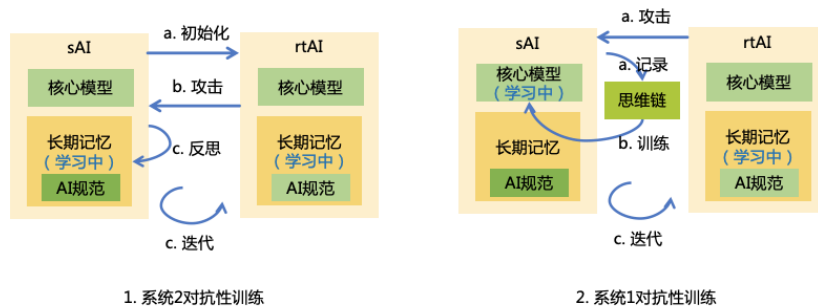 sAI
a. 初始化
rtAI
核心模型
b. 攻击
核心模型
长期记忆
（学习中）
c. 反思
长期记忆
（学习中）
AI规范
AI规范
c. 迭代
1. 系统2对抗性训练
a. 攻击
sAI
rtAI
a. 记录
核心模型
（学习中）
思维链
核心模型
长期记忆
b. 训练
长期记忆
（学习中）
AI规范
AI规范
c. 迭代
2. 系统1对抗性训练